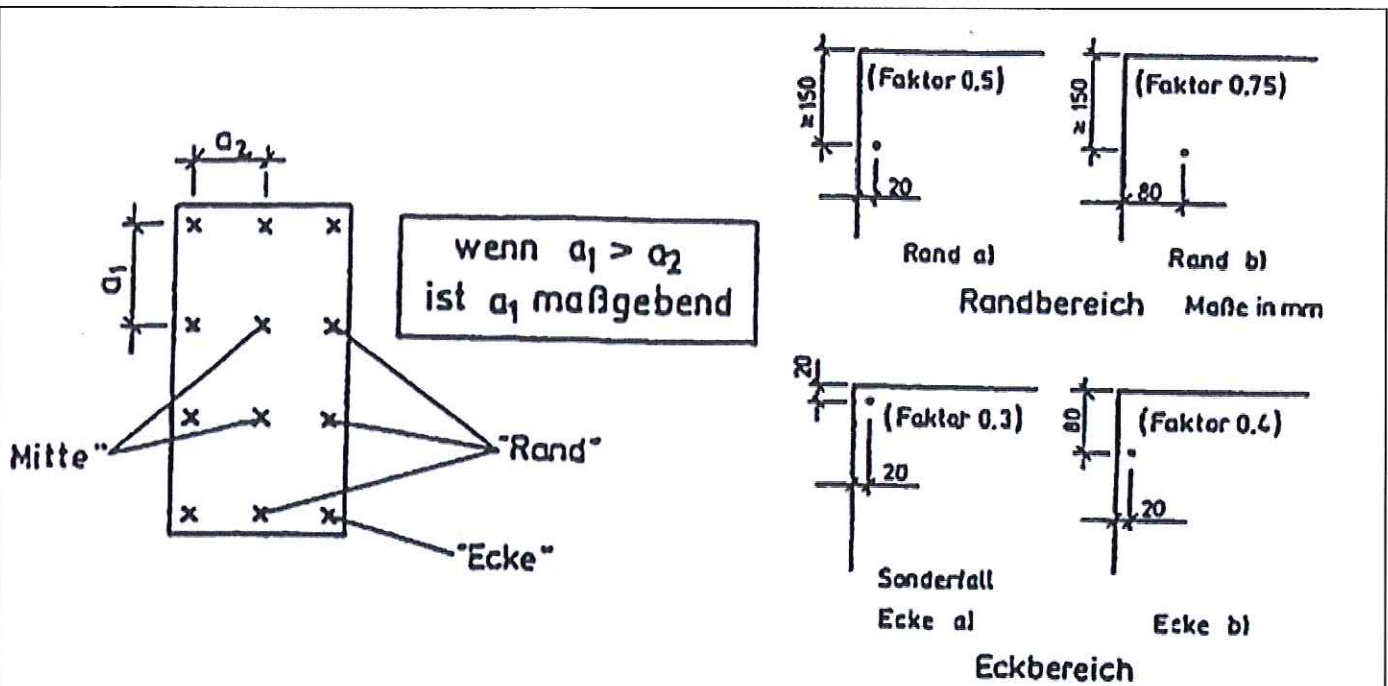 a₂
a₁
wenn a₁ > a₂
ist a₁ maßgebend
Mitte"
"Rand"
"Ecke"
≈150
(Faktor 0,5)
20
Rand a)
≈150
(Faktor 0,75)
80
Rand b)
Randbereich Maße in mm
20
(Faktor 0,3)
20
Sonderfall
Ecke a)
80
(Faktor 0,4)
20
Ecke b)
Eckbereich